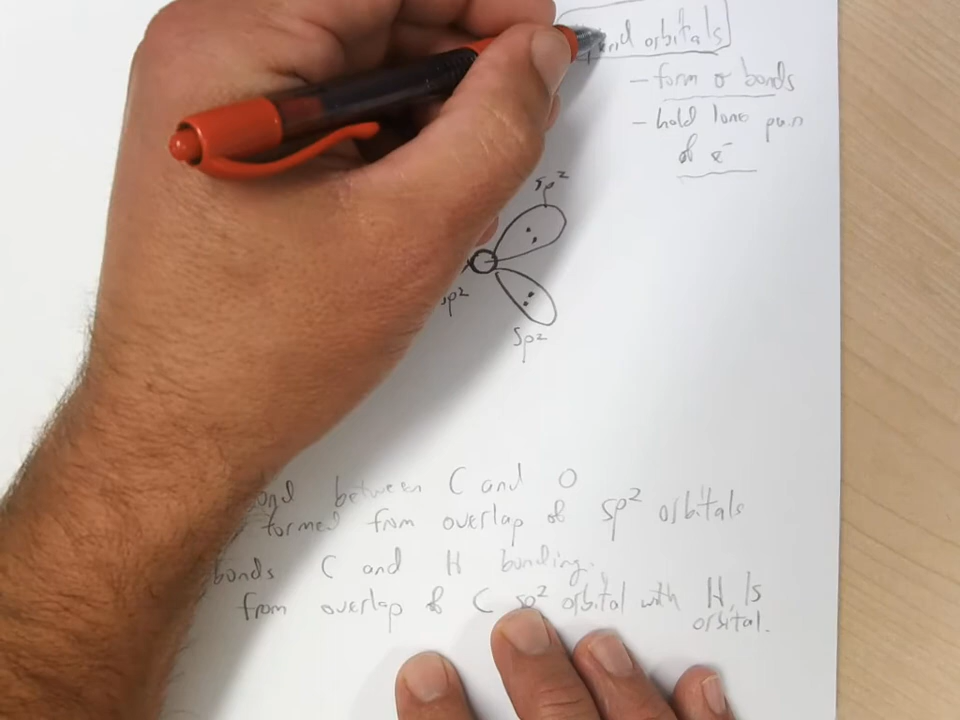 orbitals
- form σ bonds
- hold lone pair
of e⁻
sp²
sp²
sp²
between C and O
formed from overlap of sp² orbitals
bonds C and H bonding.
from overlap of C sp² orbital with H 1s
orbital.